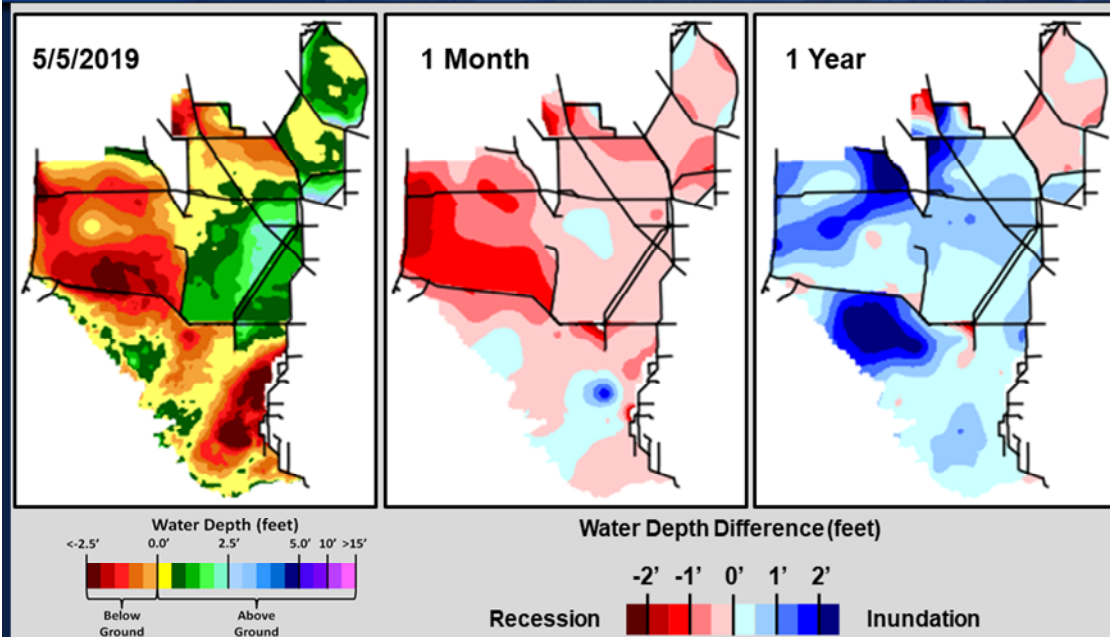 5/5/2019
1 Month
1 Year
Water Depth (feet)
<-2.5' 0.0' 2.5' 5.0' 10' >15'
Below
Ground
Above
Ground
Water Depth Difference (feet)
-2' -1' 0' 1' 2'
Recession
Inundation